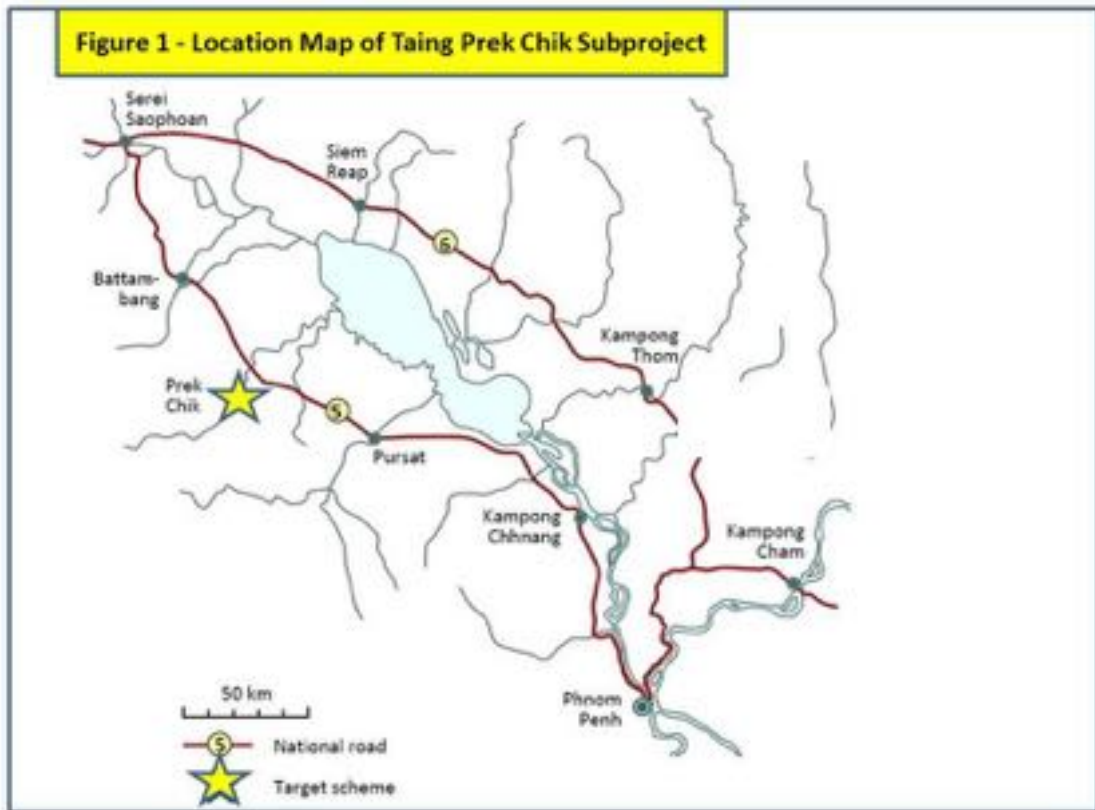 Figure 1 - Location Map of Taing Prek Chik Subproject
Serei
Saophoan
Siem
Reap
6
Battam-
bang
Kampong
Thom
Prek
Chik
5
Pursat
Kampong
Chhnang
Kampong
Cham
Phnom
Penh
50 km
5
National road
Target scheme